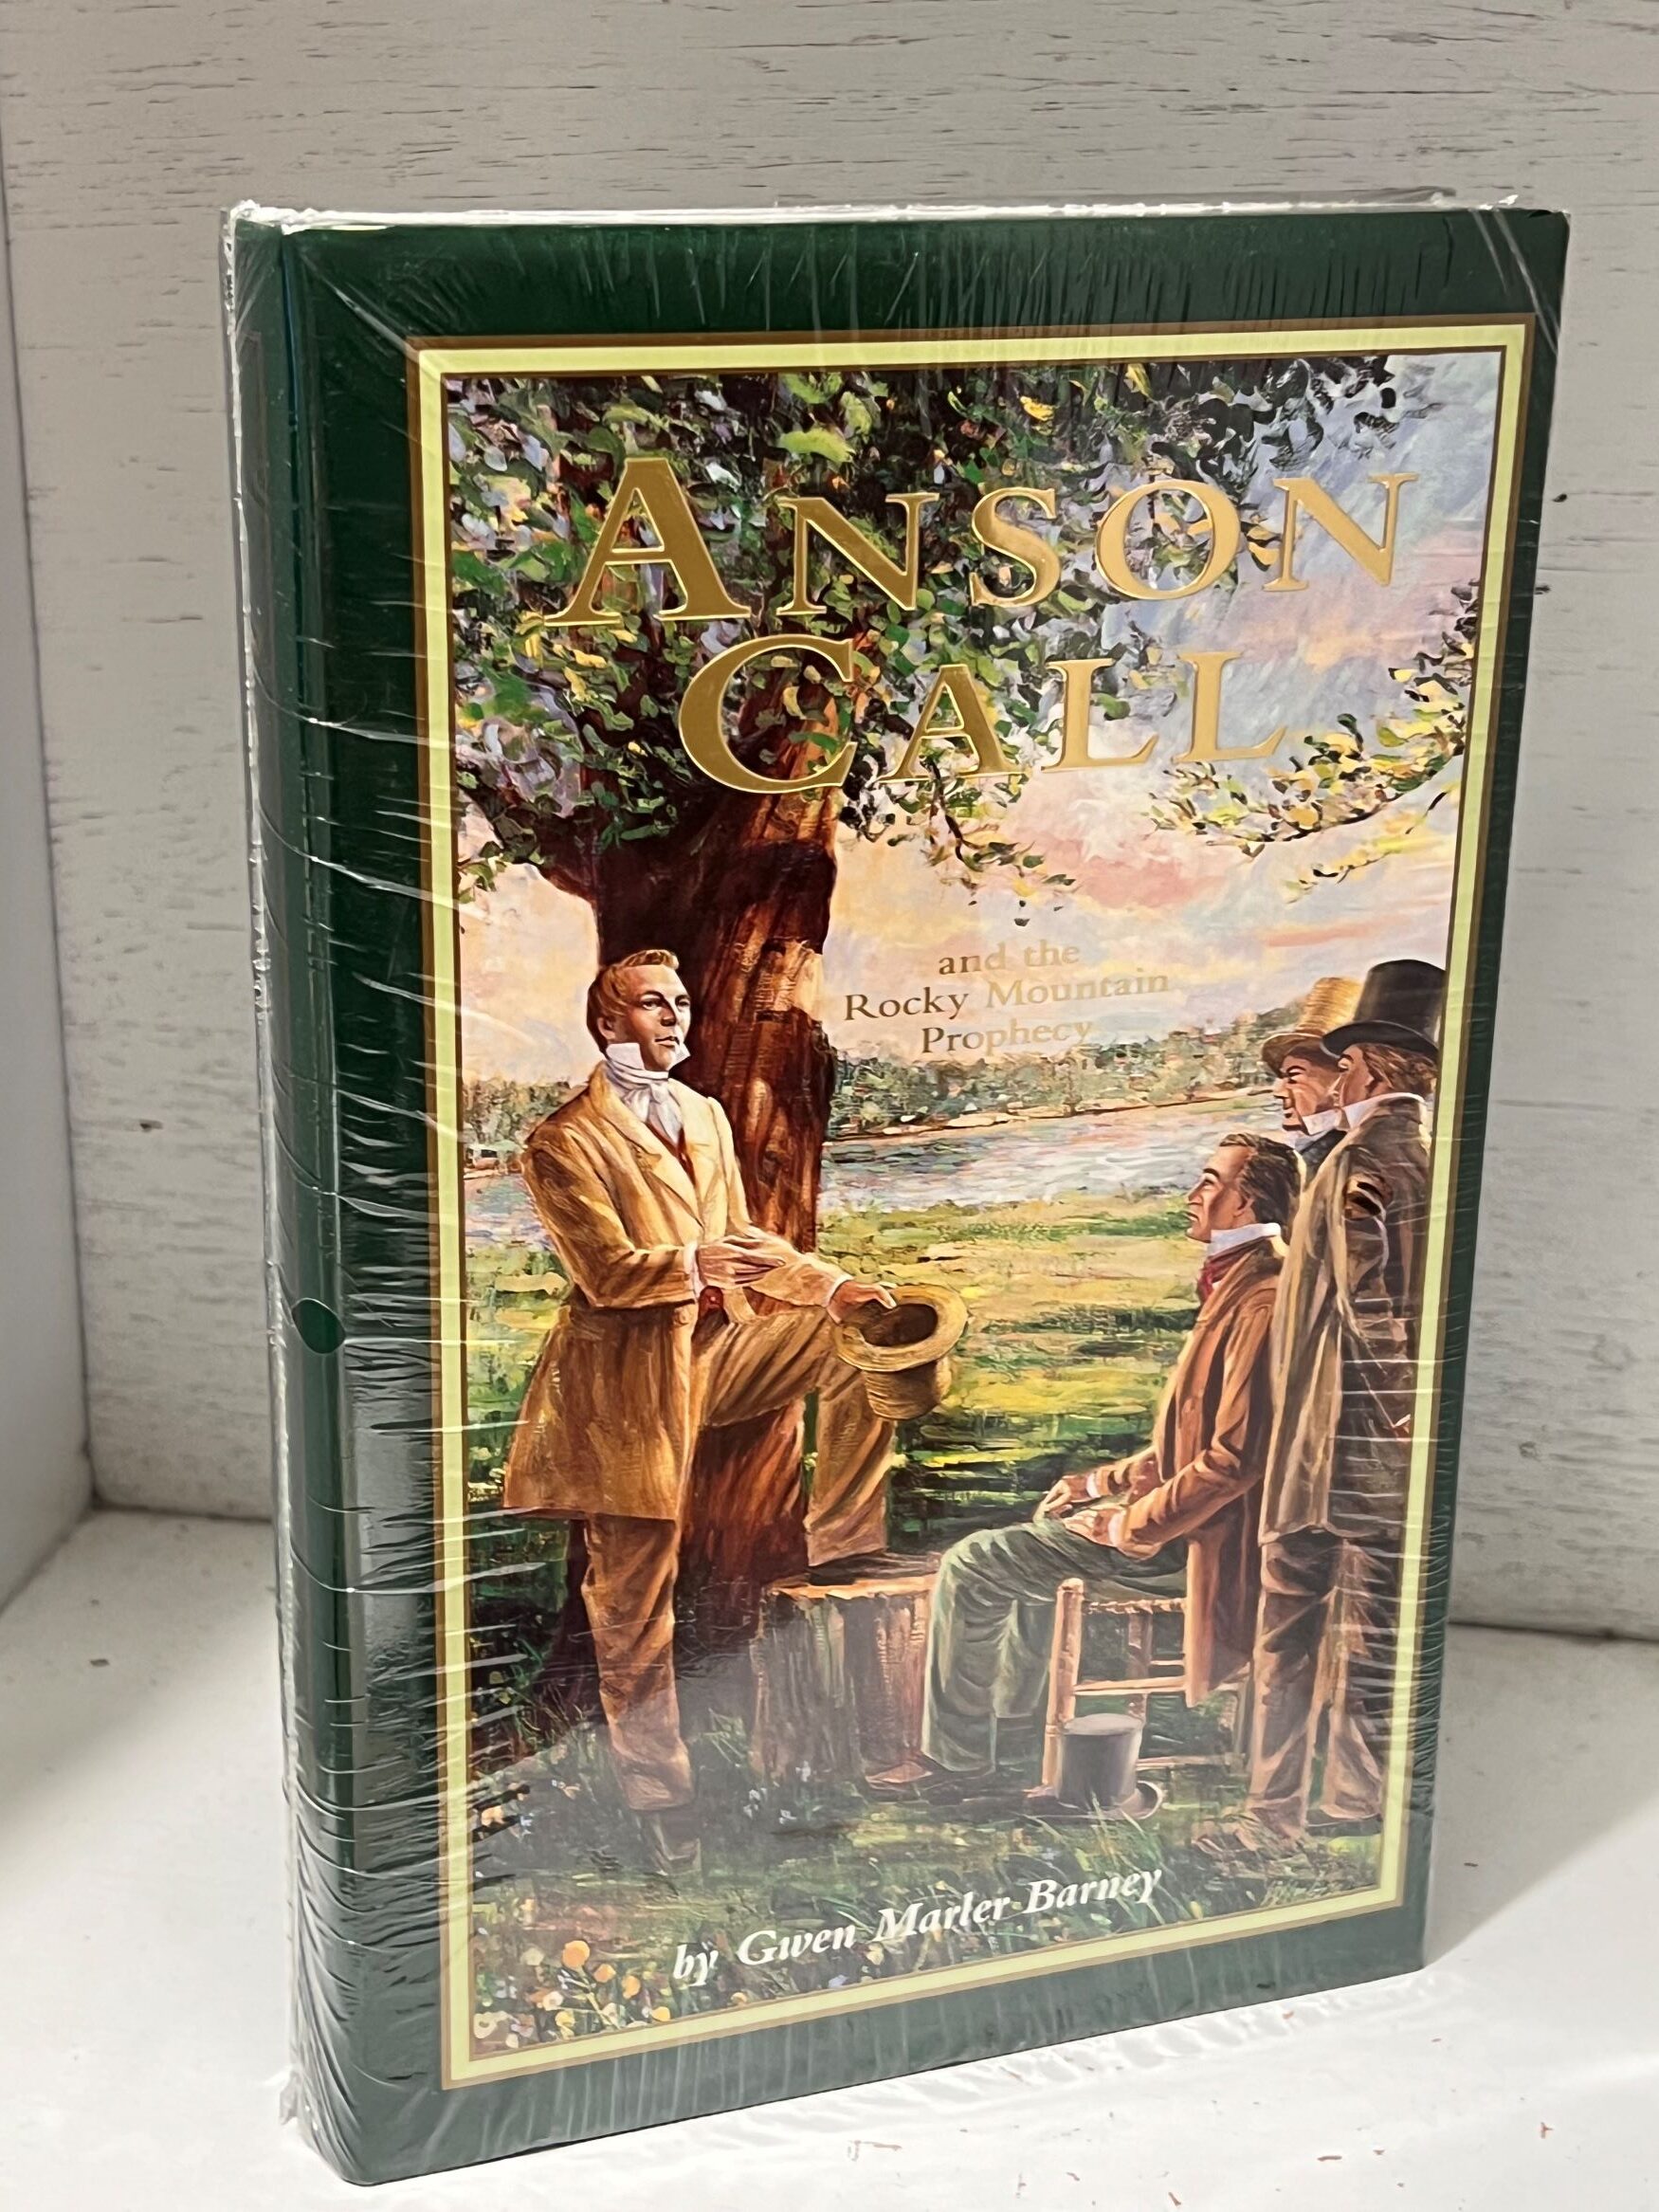 ANSON
CALL
and the
Rocky Mountain
Prophecy
by Gwen Marler Barney